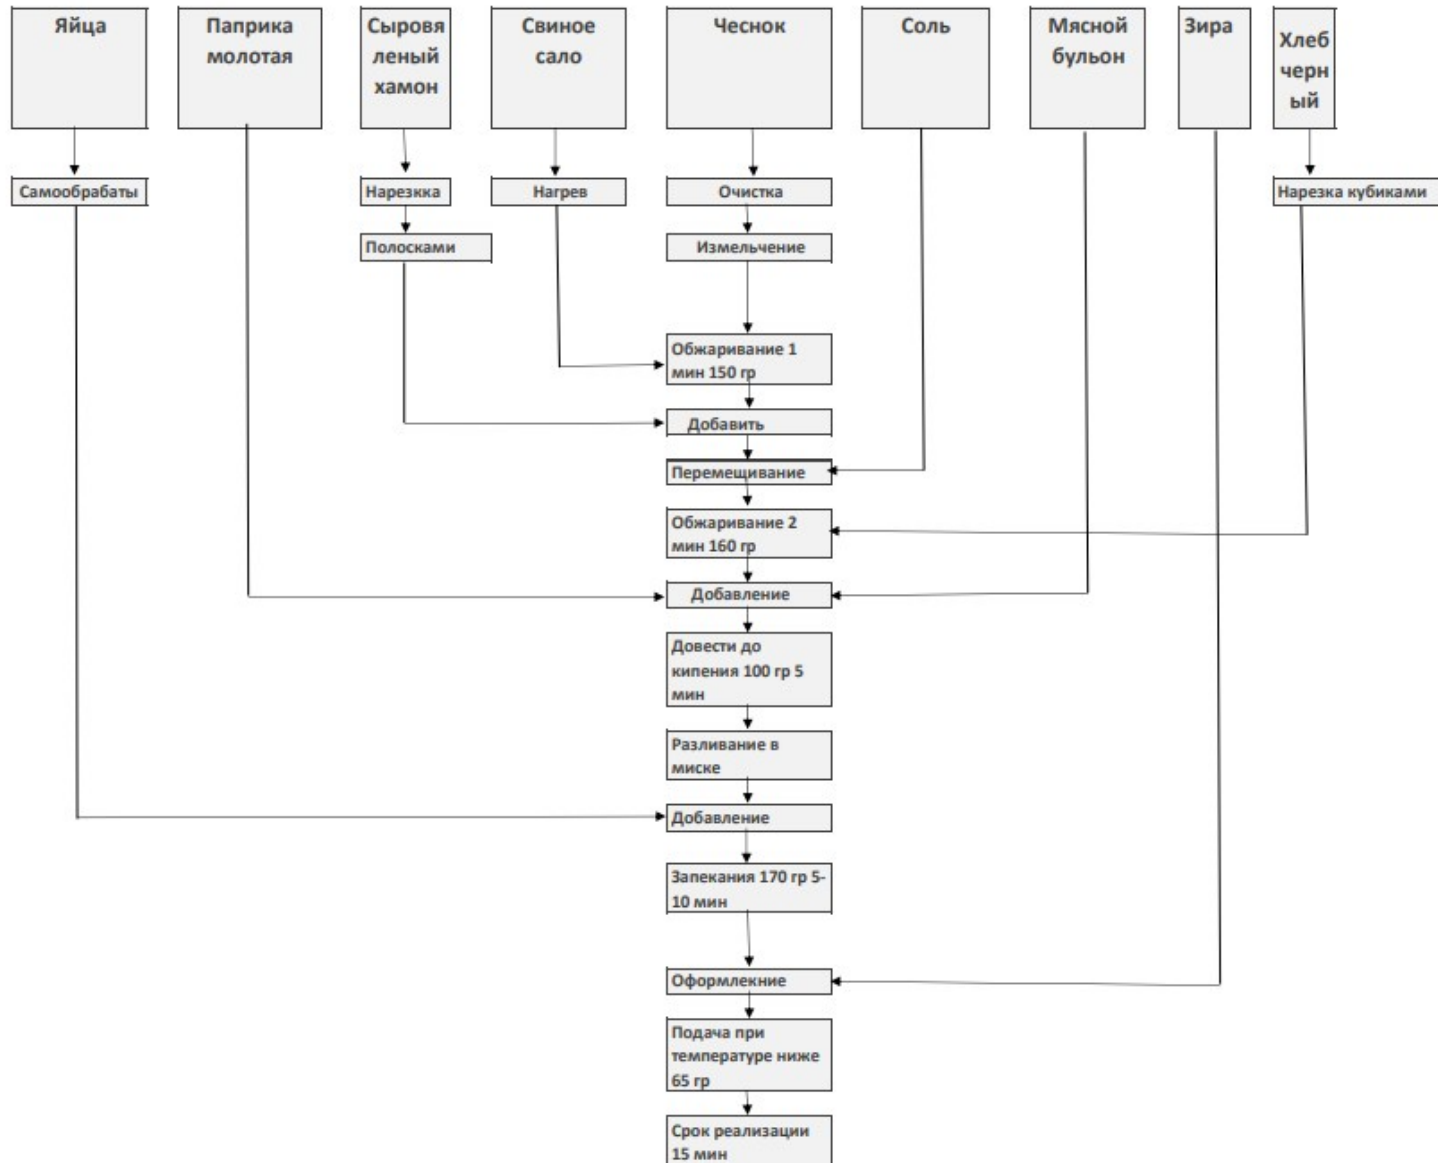 Яйца
Паприка
молотая
Сыровя
леный
хамон
Свиное
сало
Чеснок
Соль
Мясной
бульон
Зира
Хлеб
черн
ый
Самообрабаты
Нарезкка
Нагрев
Очистка
Нарезка кубиками
Полосками
Измельчение
Обжаривание 1
мин 150 гр
Добавить
Перемещивание
Обжаривание 2
мин 160 гр
Добавление
Довести до
кипения 100 гр 5
мин
Разливание в
миске
Добавление
Запекания 170 гр 5-
10 мин
Оформлекние
Подача при
температуре ниже
65 гр
Срок реализации
15 мин